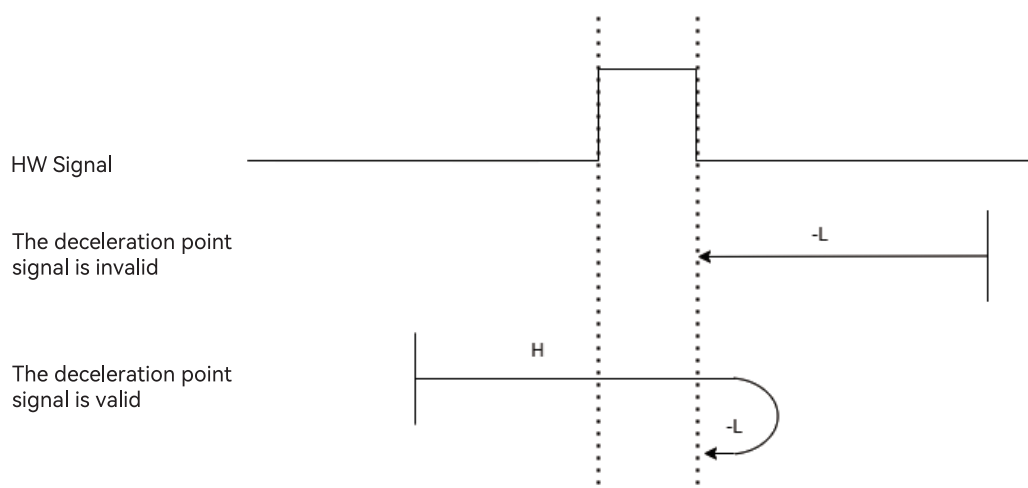 HW Signal
The deceleration point
signal is invalid
-L
The deceleration point
signal is valid
H
-L